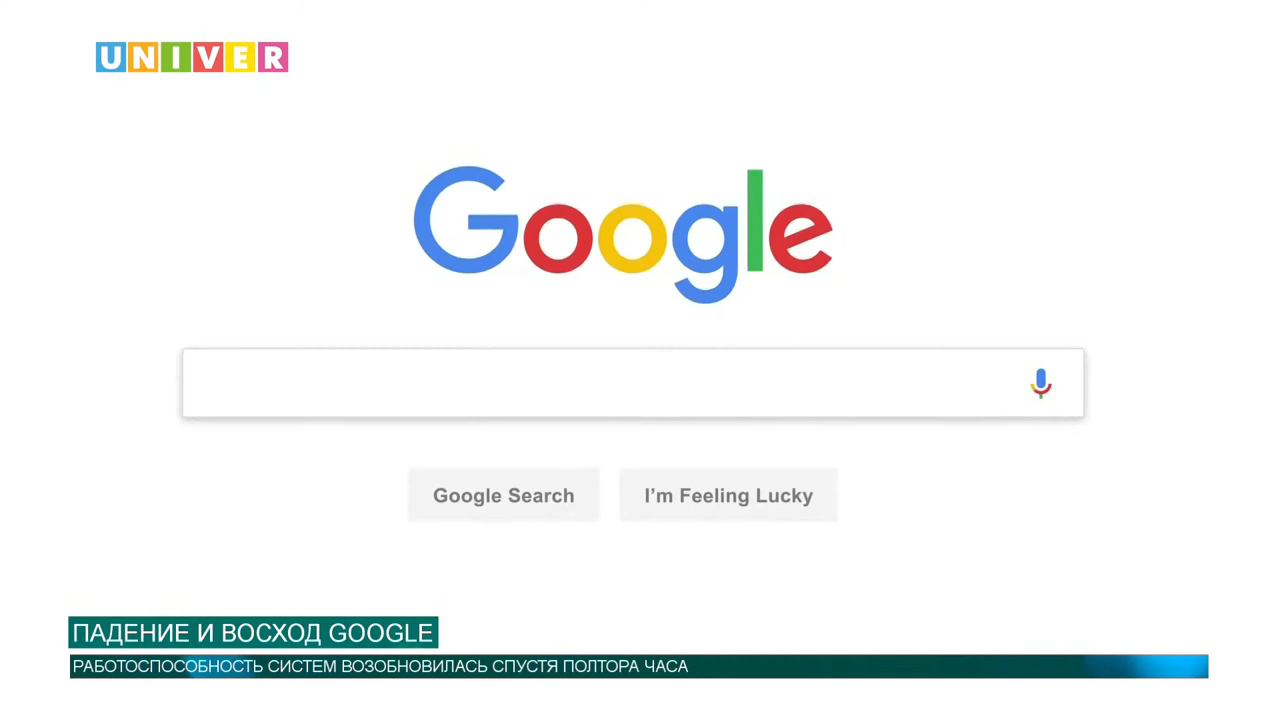 UNIVER
Google
Google Search
I'm Feeling Lucky
ПАДЕНИЕ И ВОСХОД GOOGLE
РАБОТОСПОСОБНОСТЬ СИСТЕМ ВОЗОБНОВИЛАСЬ СПУСТЯ ПОЛТОРА ЧАСА